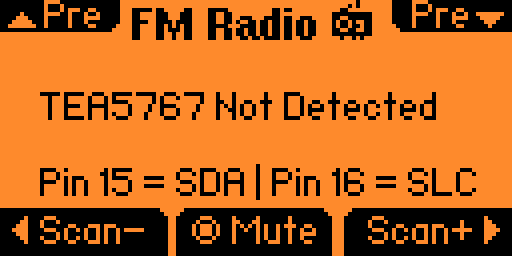 Pre FM Radio Pre
TEA5767 Not Detected
Pin 15 = SDA | Pin 16 = SLC
Scan- Mute Scan+